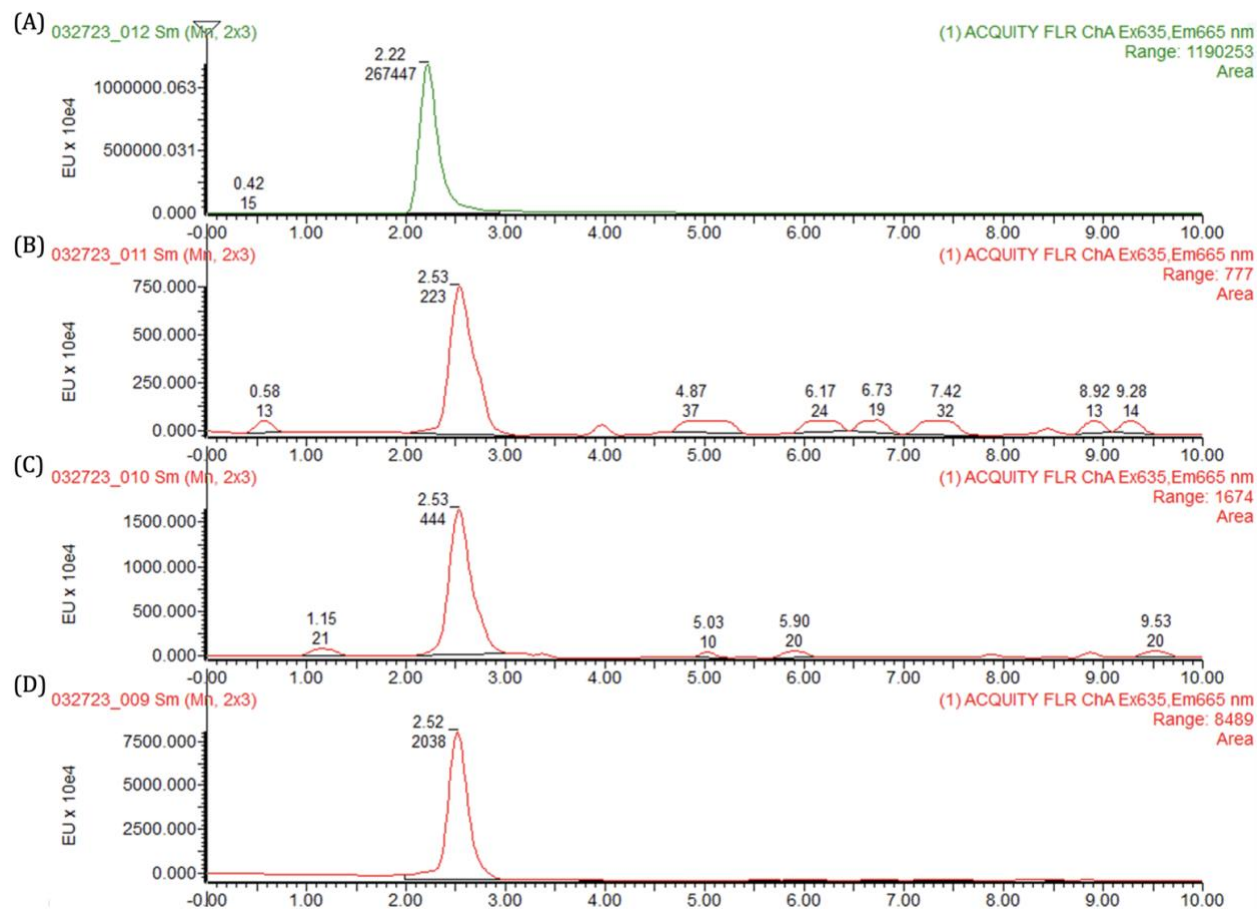 (A)
032723_012 Sm (Mn, 2x3)
(1) ACQUITY FLR ChA Ex635,Em665 nm
Range: 1190253
Area
2.22
267447
1000000.063
500000.031
0.000
EU x 10e4
0.42
15
-0.00 1.00 2.00 3.00 4.00 5.00 6.00 7.00 8.00 9.00 10.00
(B)
032723_011 Sm (Mn, 2x3)
(1) ACQUITY FLR ChA Ex635,Em665 nm
Range: 777
Area
2.53
223
750.000
500.000
250.000
0.000
EU x 10e4
0.58
13
4.87
37
6.17
24
6.73
19
7.42
32
8.92
13
9.28
14
-0.00 1.00 2.00 3.00 4.00 5.00 6.00 7.00 8.00 9.00 10.00
(C)
032723_010 Sm (Mn, 2x3)
(1) ACQUITY FLR ChA Ex635,Em665 nm
Range: 1674
Area
2.53
444
1500.000
1000.000
500.000
0.000
EU x 10e4
1.15
21
5.03
10
5.90
20
9.53
20
-0.00 1.00 2.00 3.00 4.00 5.00 6.00 7.00 8.00 9.00 10.00
(D)
032723_009 Sm (Mn, 2x3)
(1) ACQUITY FLR ChA Ex635,Em665 nm
Range: 8489
Area
2.52
2038
7500.000
5000.000
2500.000
0.000
EU x 10e4
-0.00 1.00 2.00 3.00 4.00 5.00 6.00 7.00 8.00 9.00 10.00